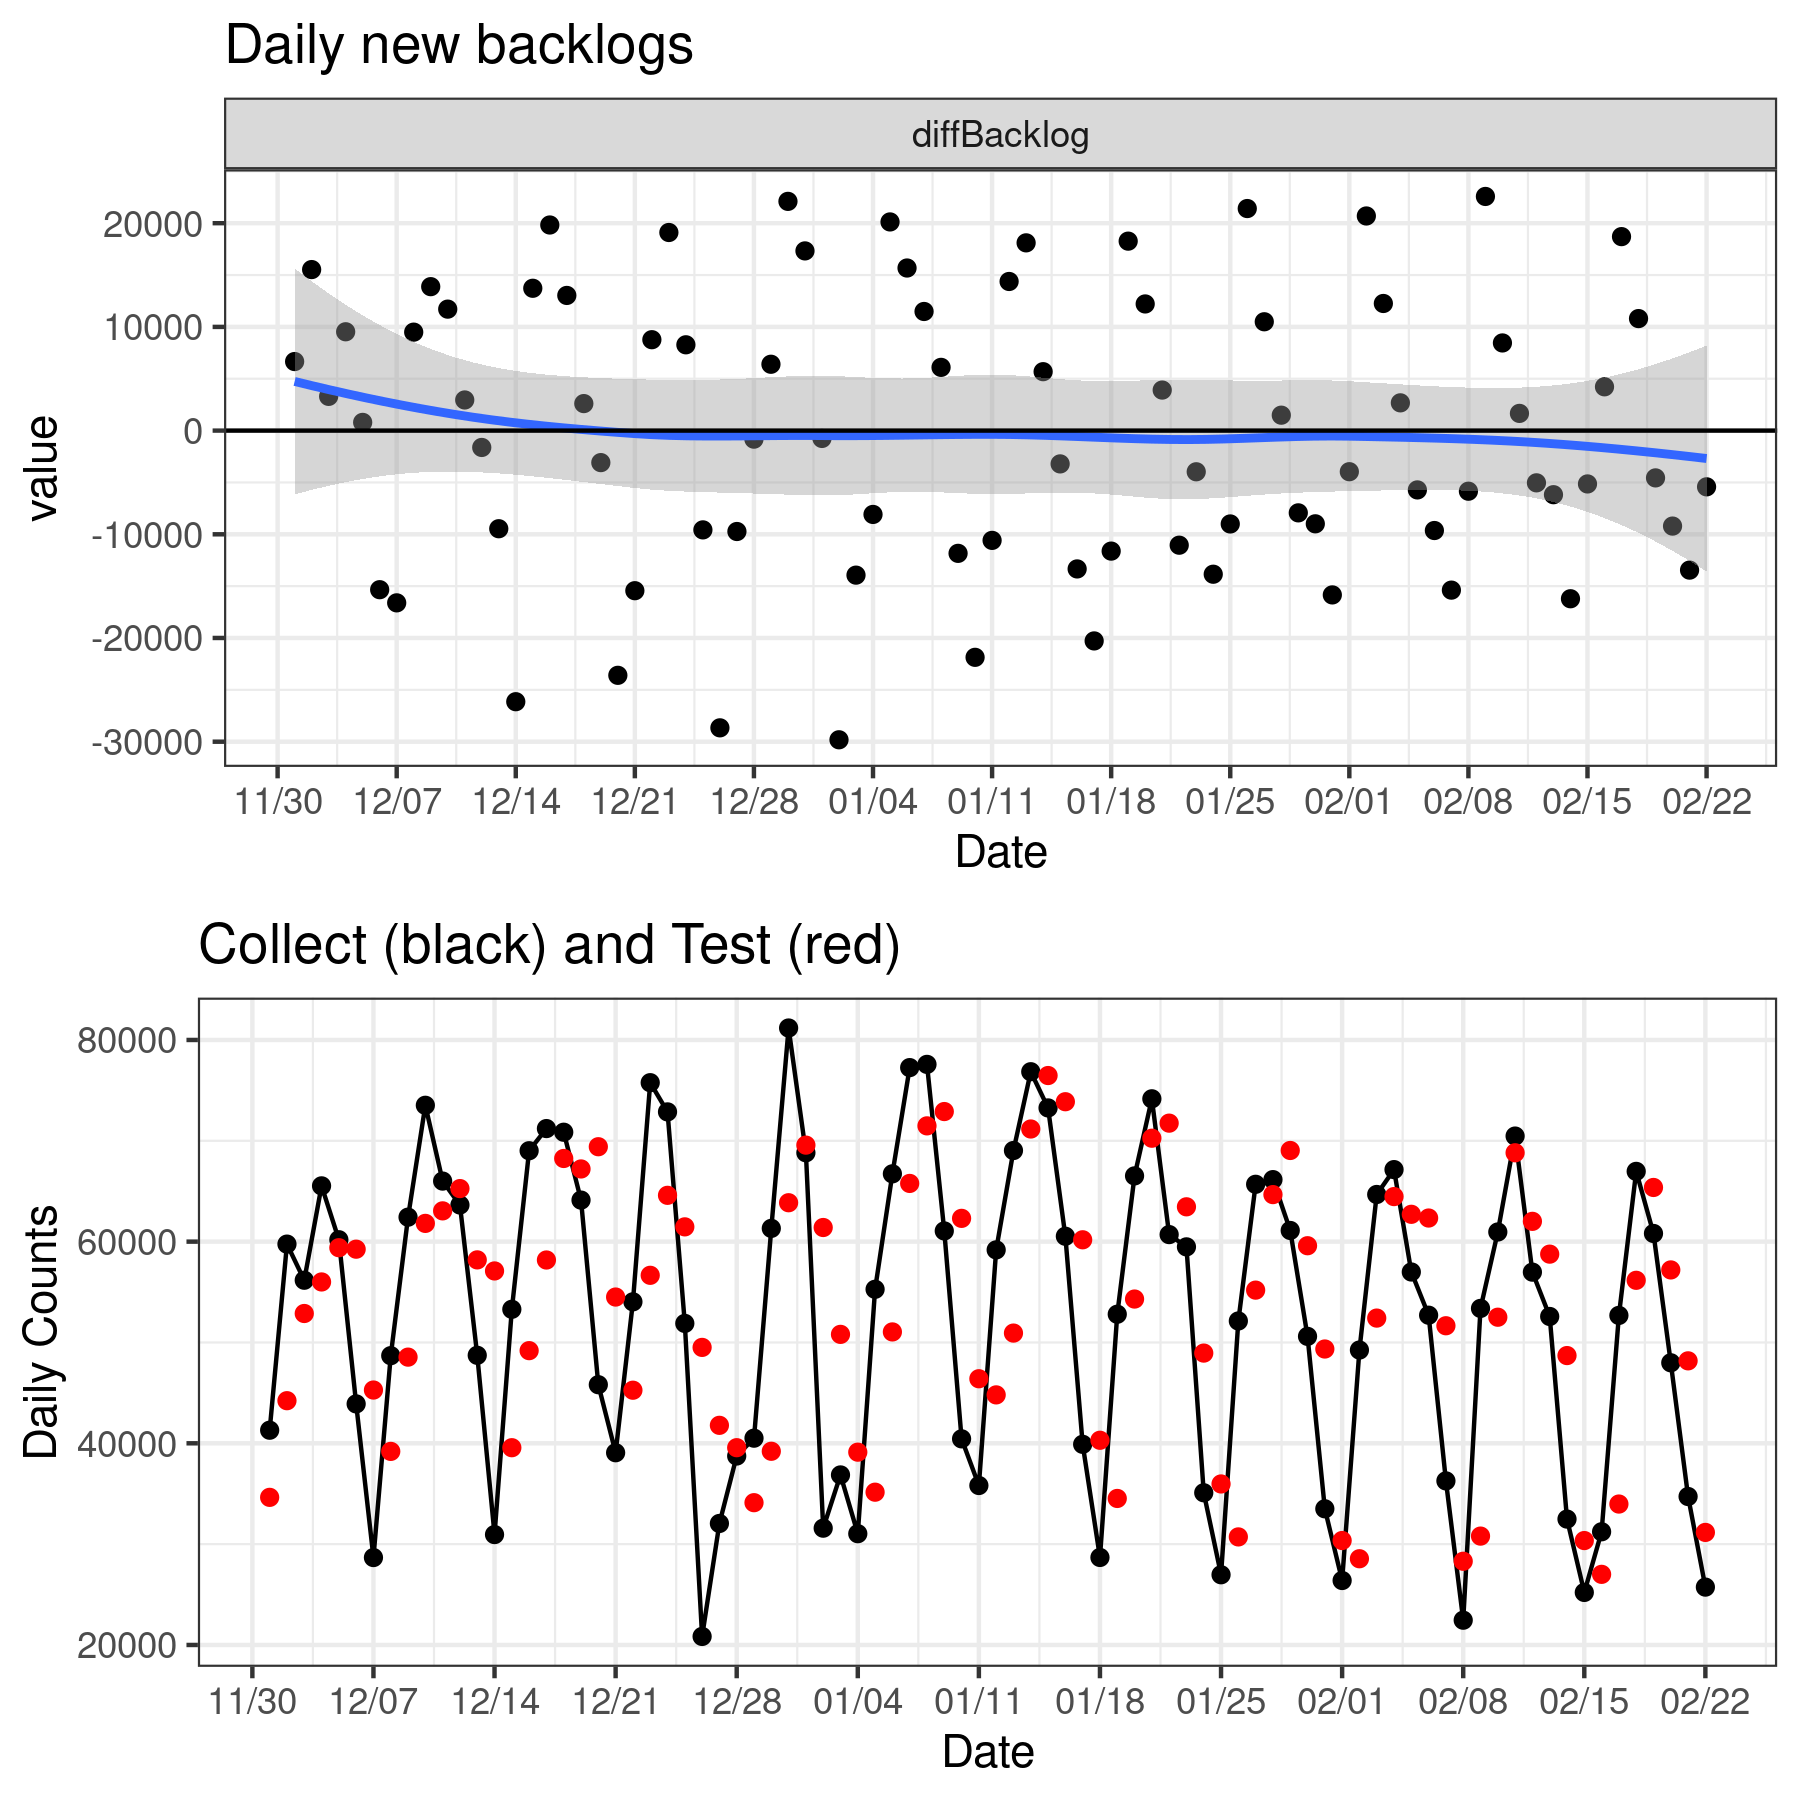 Daily new backlogs
diffBacklog
20000
10000
0
-10000
-20000
-30000
value
11/30 12/07 12/14 12/21 12/28 01/04 01/11 01/18 01/25 02/01 02/08 02/15 02/22
Date
Collect (black) and Test (red)
80000
60000
40000
20000
Daily Counts
11/30 12/07 12/14 12/21 12/28 01/04 01/11 01/18 01/25 02/01 02/08 02/15 02/22
Date